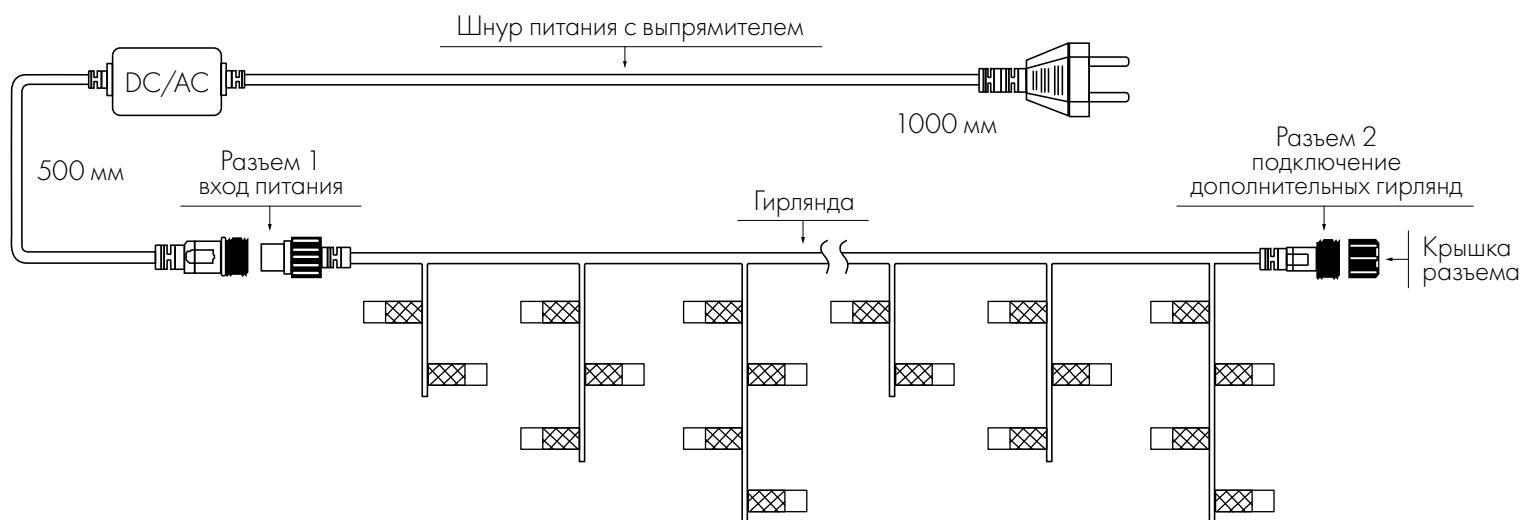 Шнур питания с выпрямителем
DC/AC
1000 мм
500 мм
Разъем 1
вход питания
Гирлянда
Разъем 2
подключение
дополнительных гирлянд
Крышка
разъема